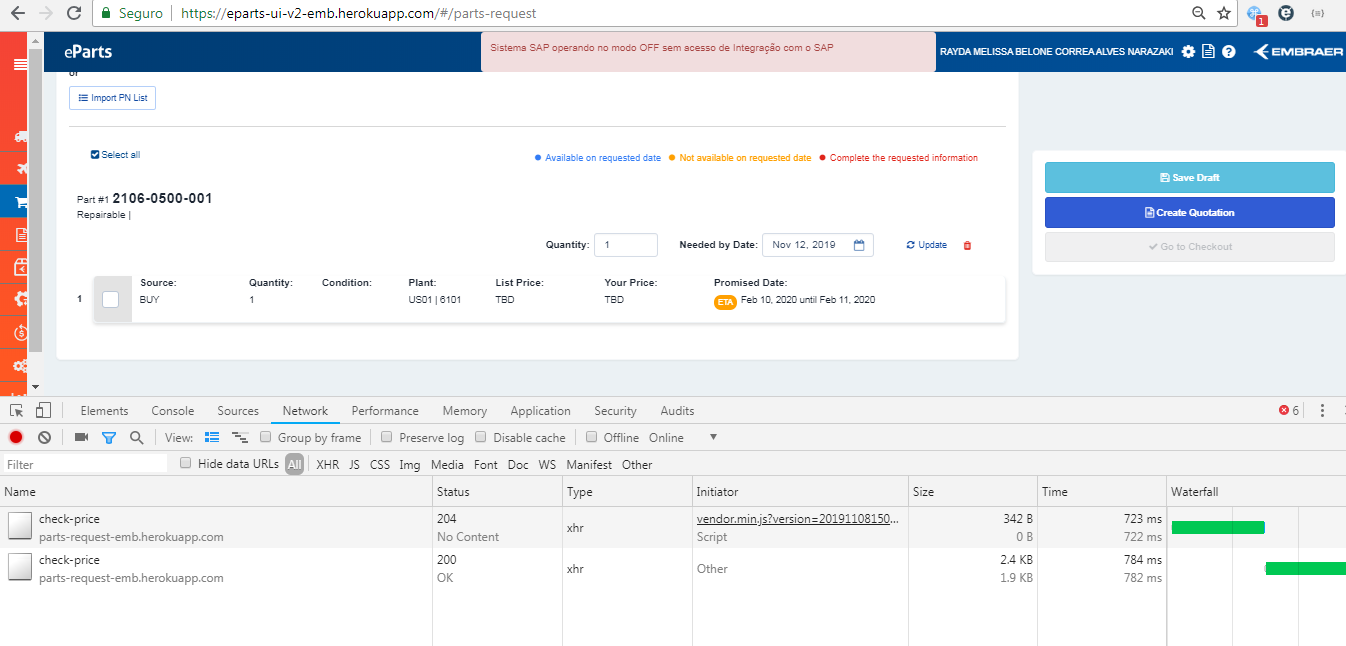 Seguro https://eparts-ui-v2-emb.herokuapp.com/#/parts-request
1
eParts
Sistema SAP operando no modo OFF sem acesso de Integração com o SAP
RAYDA MELISSA BELONE CORREA ALVES NARAZAKI
EMBRAER
or
Import PN List
Select all
Available on requested date Not available on requested date Complete the requested information
Save Draft
Create Quotation
Go to Checkout
Part #1 2106-0500-001
Repairable |
Quantity: 1 Needed by Date: Nov 12, 2019 Update
Source: Quantity: Condition: Plant: List Price: Your Price: Promised Date:
1 BUY 1 US01 | 6101 TBD TBD ETA Feb 10, 2020 until Feb 11, 2020
Elements Console Sources Network Performance Memory Application Security Audits 6
View: Group by frame Preserve log Disable cache Offline Online
Filter Hide data URLs All XHR JS CSS Img Media Font Doc WS Manifest Other
Name Status Type Initiator Size Time Waterfall
check-price 204 xhr vendor.min.js?version=20191108150... 342 B 723 ms
parts-request-emb.herokuapp.com No Content Script 0 B 722 ms
check-price 200 xhr Other 2.4 KB 784 ms
parts-request-emb.herokuapp.com OK 1.9 KB 782 ms